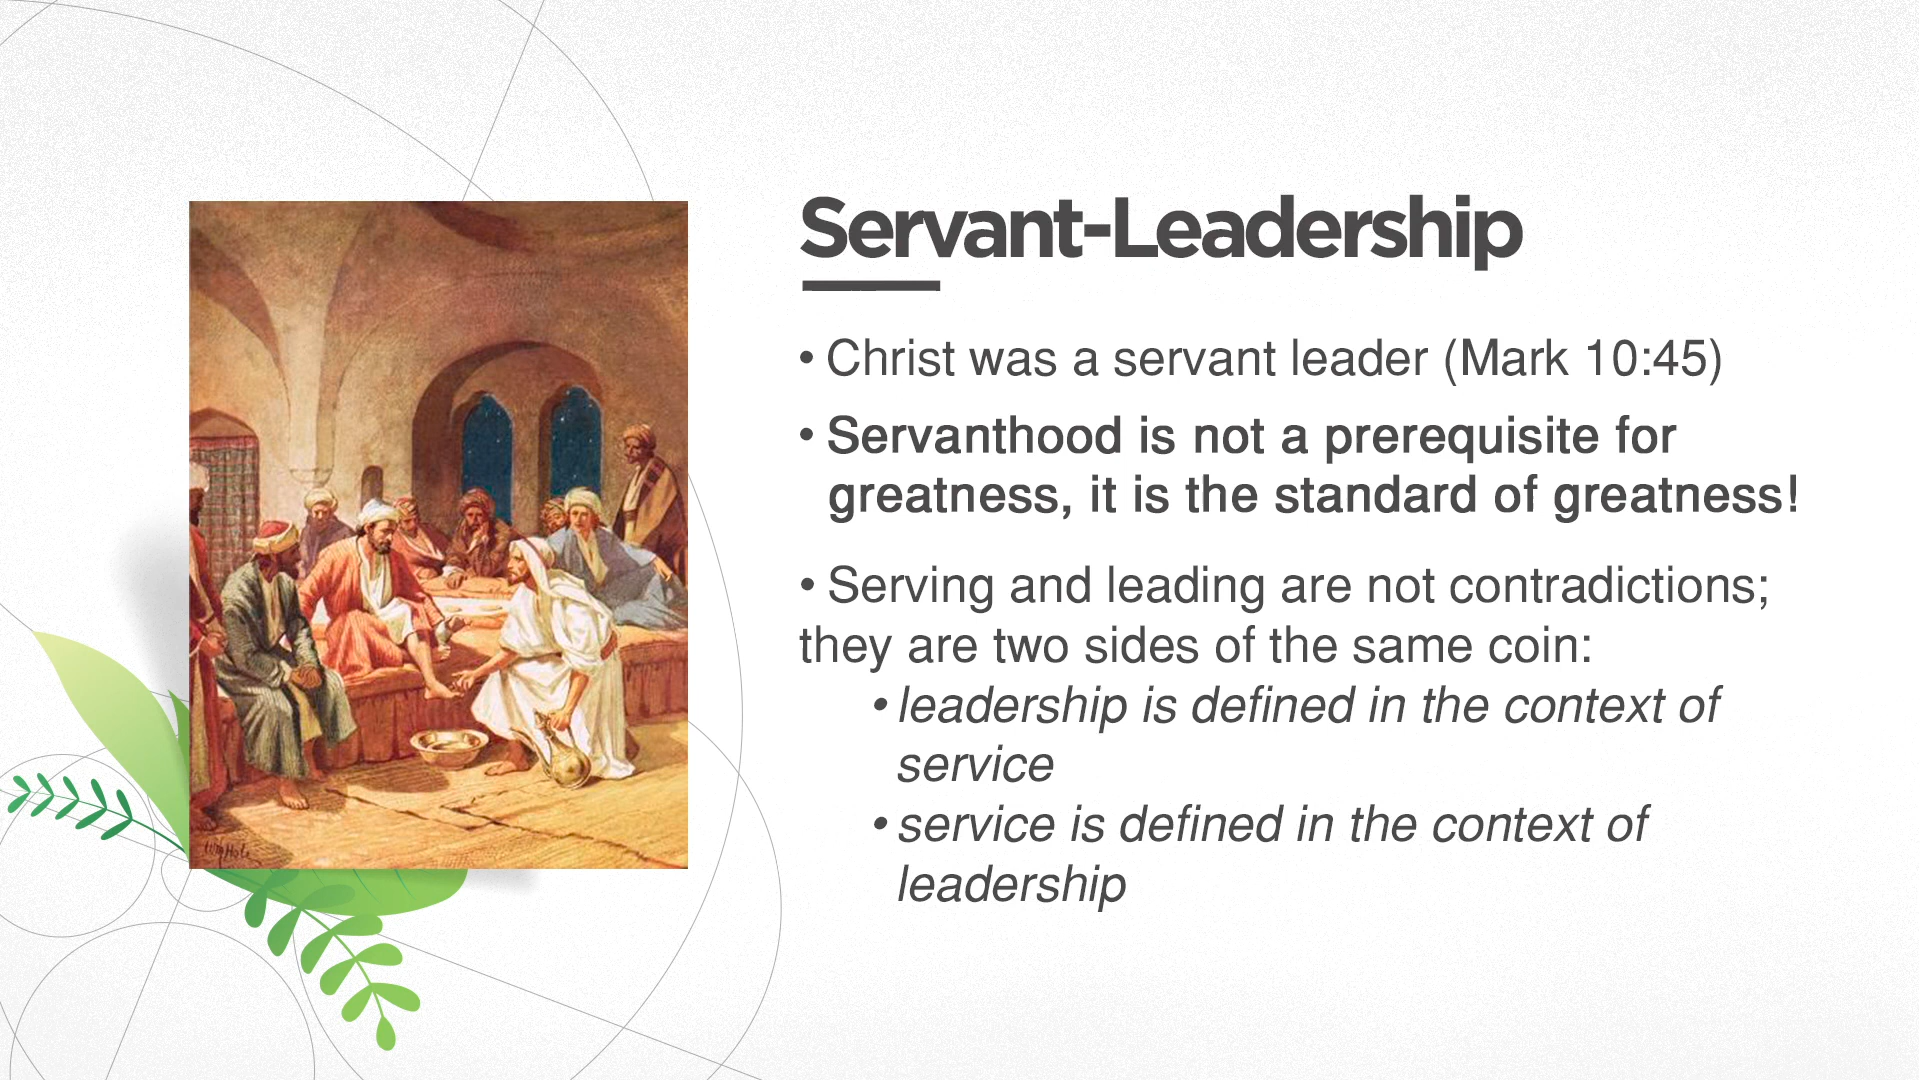 Servant-Leadership
• Christ was a servant leader (Mark 10:45)
• Servanthood is not a prerequisite for
greatness, it is the standard of greatness!
• Serving and leading are not contradictions;
they are two sides of the same coin:
• leadership is defined in the context of
service
• service is defined in the context of
leadership